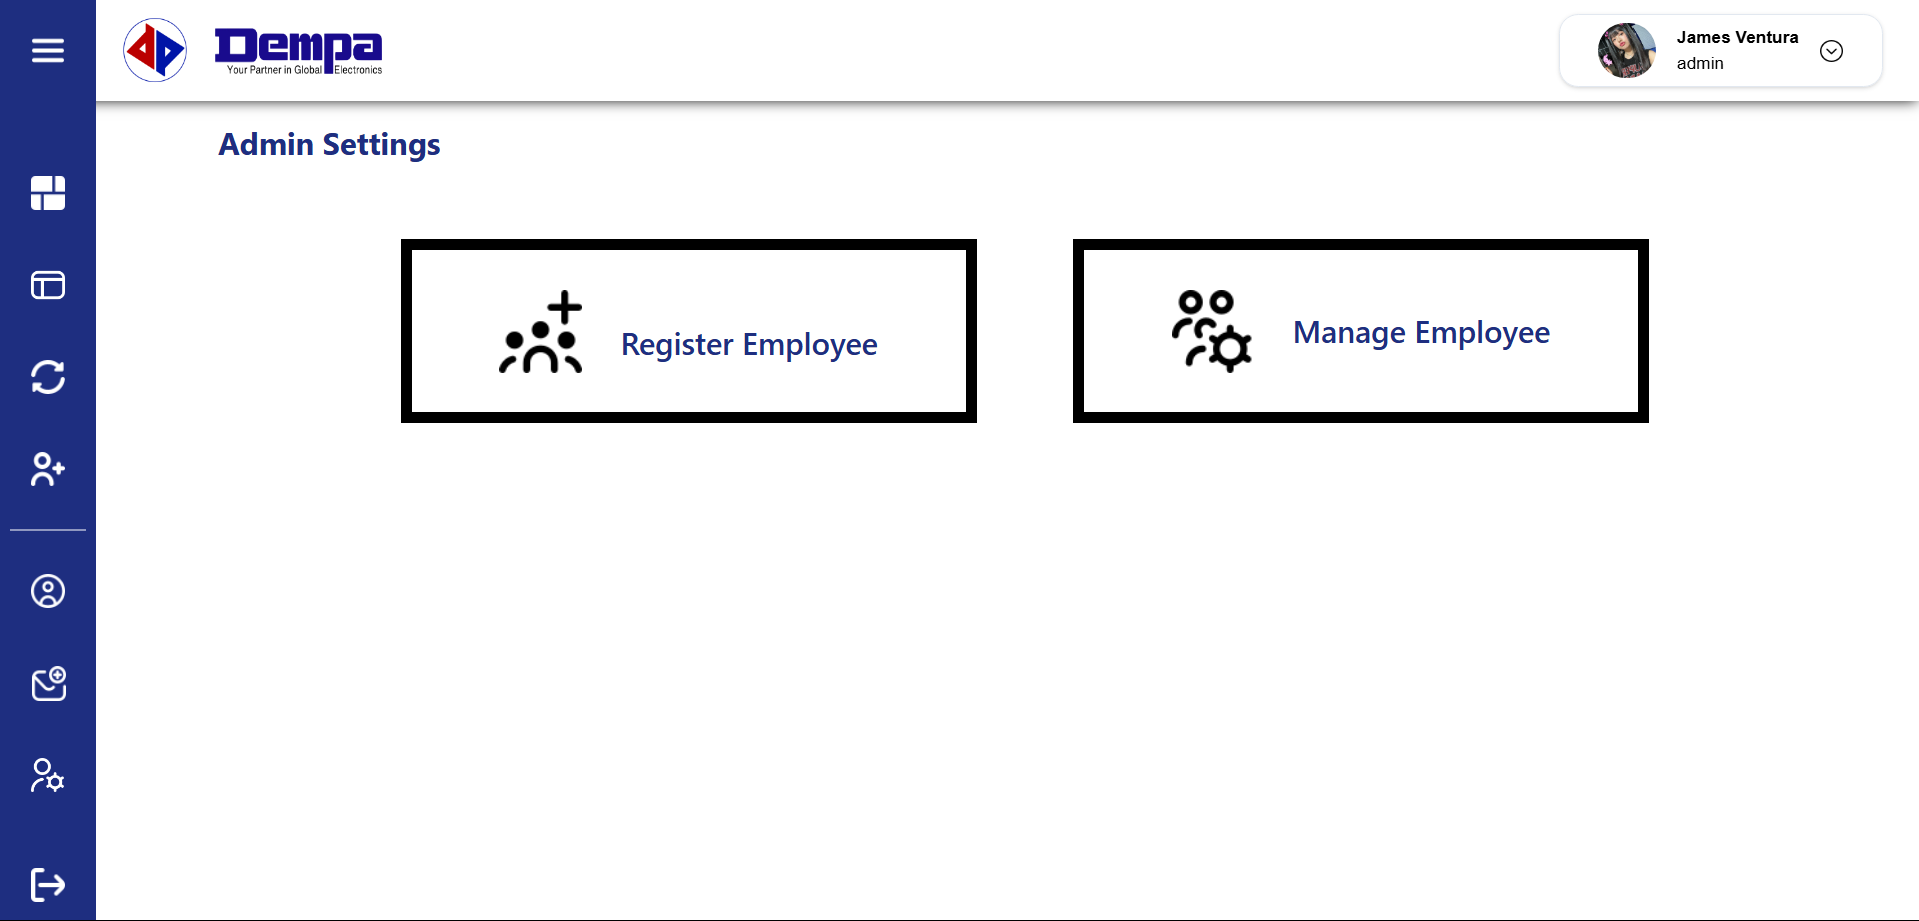 Dempa
Your Partner in Global Electronics
James Ventura
admin
Admin Settings
Register Employee
Manage Employee